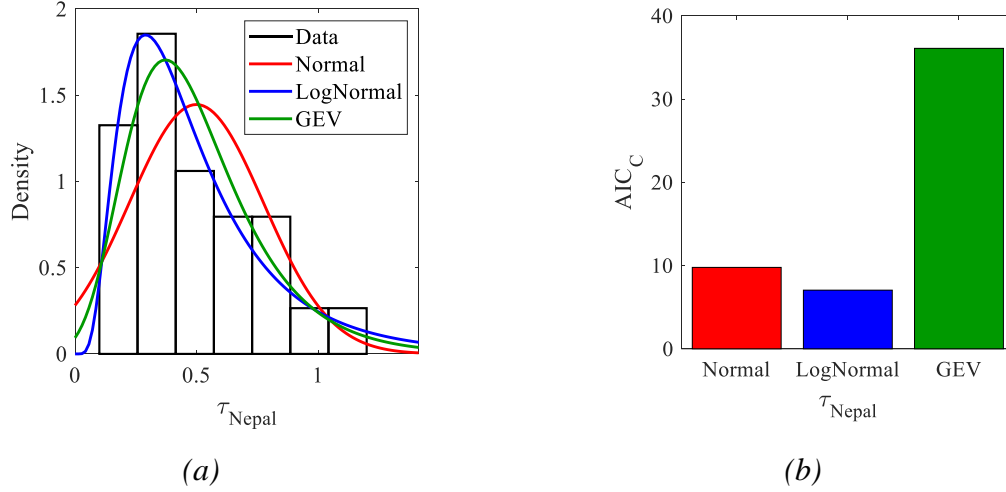 2
1.5
1
0.5
0
Density
Data
Normal
LogNormal
GEV
0 0.5 1
τNepal
(a)
40
30
20
10
0
AICC
Normal LogNormal GEV
τNepal
(b)